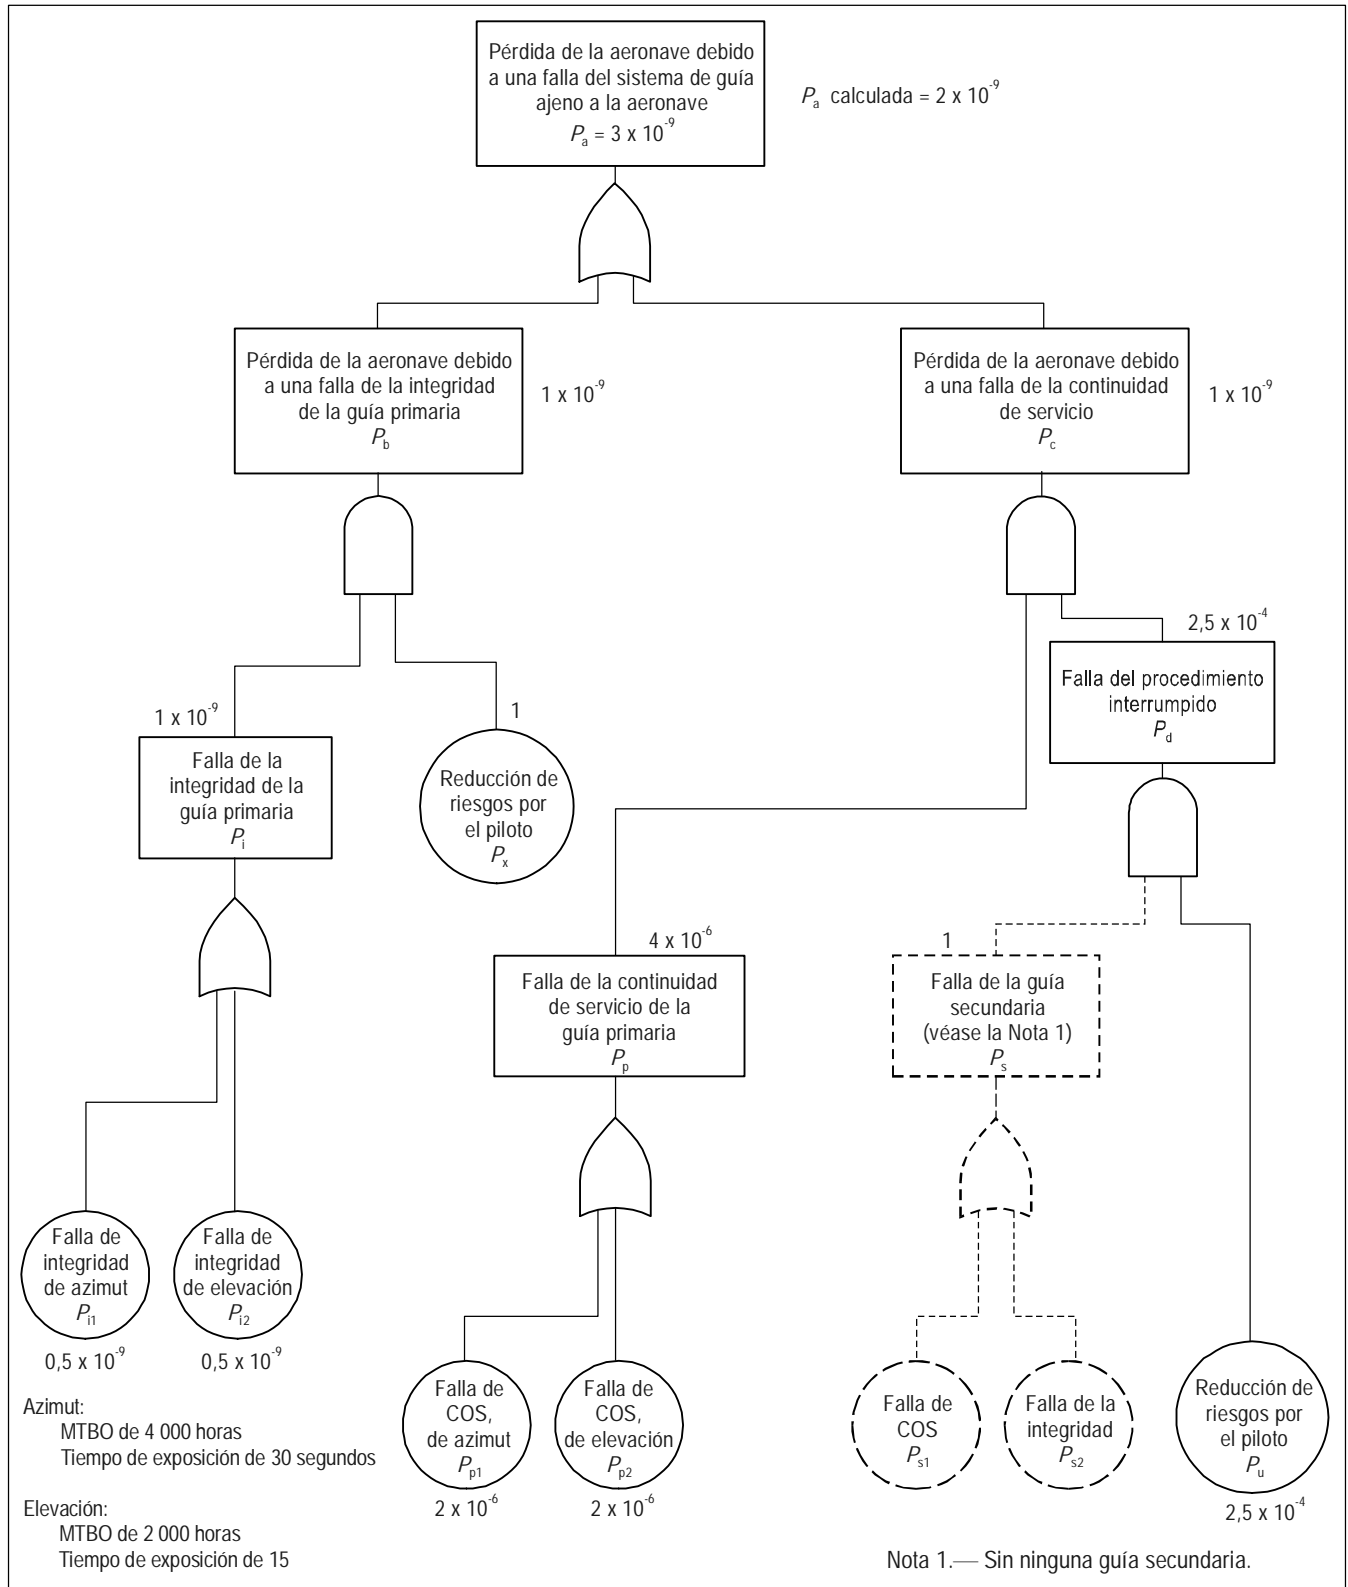 Pérdida de la aeronave debido
a una falla del sistema de guía
ajeno a la aeronave
Pa = 3 x 10-9
Pa calculada = 2 x 10-9
Pérdida de la aeronave debido
a una falla de la integridad
de la guía primaria
Pb
1 x 10-9
Pérdida de la aeronave debido
a una falla de la continuidad
de servicio
Pc
1 x 10-9
2,5 x 10-4
Falla del procedimiento
interrumpido
Pd
1 x 10-9
Falla de la
integridad de la
guía primaria
Pi
1
Reducción de
riesgos por
el piloto
Px
4 x 10-6
Falla de la continuidad
de servicio de la
guía primaria
Pp
1
Falla de la guía
secundaria
(véase la Nota 1)
Ps
Falla de
integridad
de azimut
Pi1
0,5 x 10-9
Falla de
integridad
de elevación
Pi2
0,5 x 10-9
Falla de
COS,
de azimut
Pp1
2 x 10-6
Falla de
COS,
de elevación
Pp2
2 x 10-6
Falla de
COS
Ps1
Falla de la
integridad
Ps2
Reducción de
riesgos por
el piloto
Pu
2,5 x 10-4
Azimut:
MTBO de 4 000 horas
Tiempo de exposición de 30 segundos
Elevación:
MTBO de 2 000 horas
Tiempo de exposición de 15
Nota 1.— Sin ninguna guía secundaria.